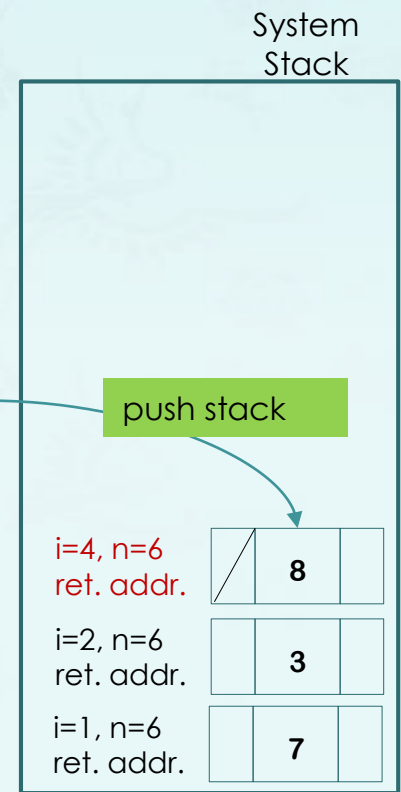 System
Stack
push stack
i=4, n=6
ret. addr.
8
i=2, n=6
ret. addr.
3
i=1, n=6
ret. addr.
7